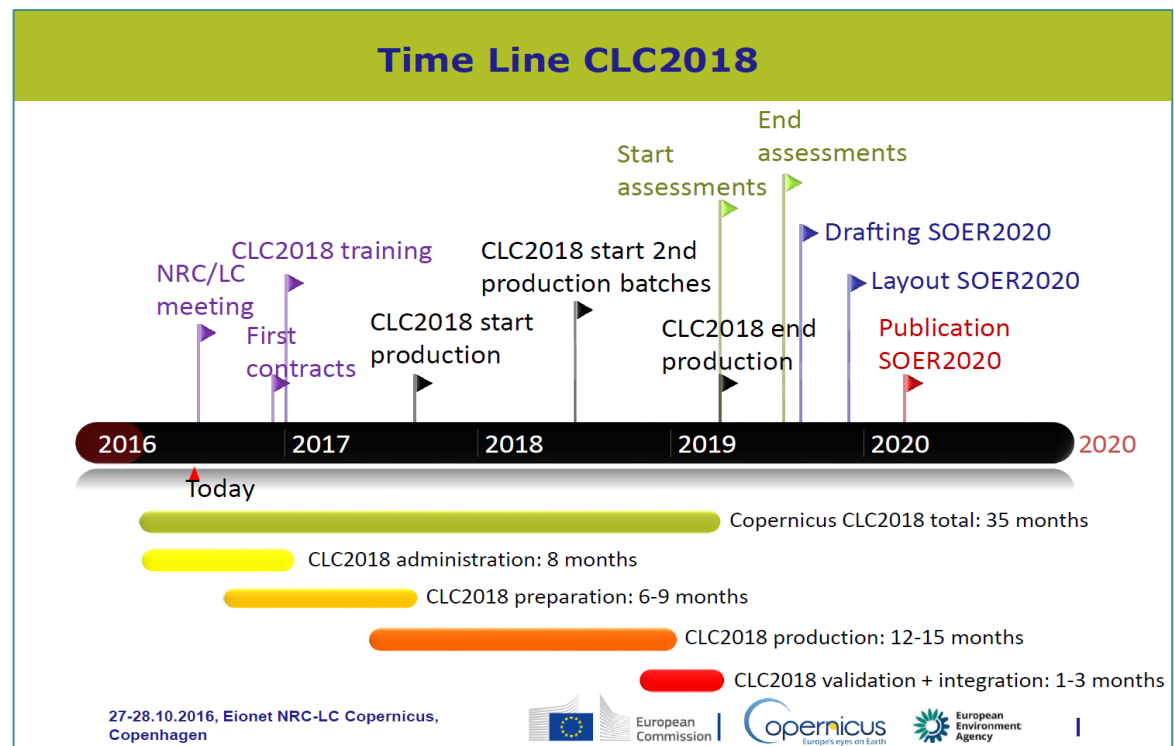 Time Line CLC2018
End
assessments
Start
assessments
Drafting SOER2020
CLC2018 training
CLC2018 start 2nd
production batches
NRC/LC
meeting
Layout SOER2020
First
contracts
CLC2018 start
production
CLC2018 end
production
Publication
SOER2020
2016
2017
2018
2019
2020
2020
Today
Copernicus CLC2018 total: 35 months
CLC2018 administration: 8 months
CLC2018 preparation: 6-9 months
CLC2018 production: 12-15 months
CLC2018 validation + integration: 1-3 months
27-28.10.2016, Eionet NRC-LC Copernicus,
Copenhagen
European
Commission
opernicus
Europe's eyes on Earth
European
Environment
Agency